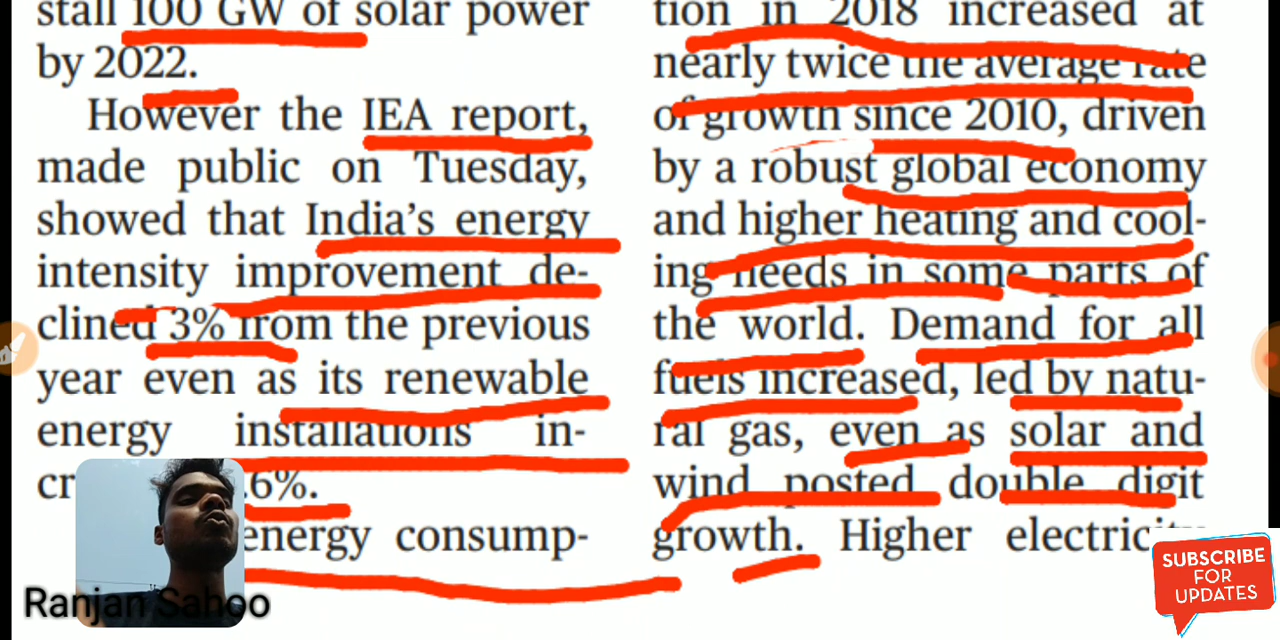 stall 100 GW of solar power
by 2022.
However the IEA report,
made public on Tuesday,
showed that India's energy
intensity improvement de-
clined 3% from the previous
year even as its renewable
energy installations in-
.6%.
energy consump-
tion in 2018 increased at
nearly twice the average rate
of growth since 2010, driven
by a robust global economy
and higher heating and cool-
ing needs in some parts of
the world. Demand for all
fuels increased, led by natu-
ral gas, even as solar and
wind posted double digit
growth. Higher electricity
Ranjan Sahoo
SUBSCRIBE
FOR
UPDATES